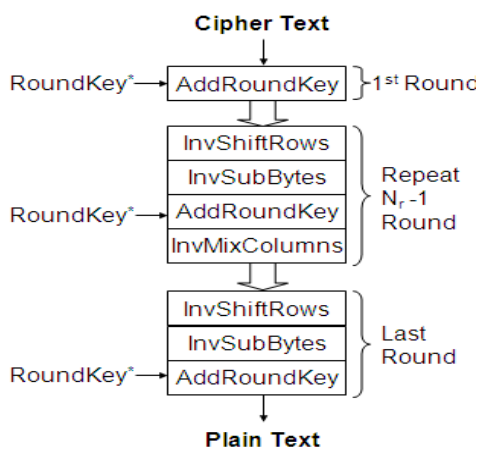 Cipher Text
RoundKey* AddRoundKey 1st Round
InvShiftRows
InvSubBytes
RoundKey* AddRoundKey
InvMixColumns
Repeat
Nr -1
Round
InvShiftRows
InvSubBytes
RoundKey* AddRoundKey
Last
Round
Plain Text